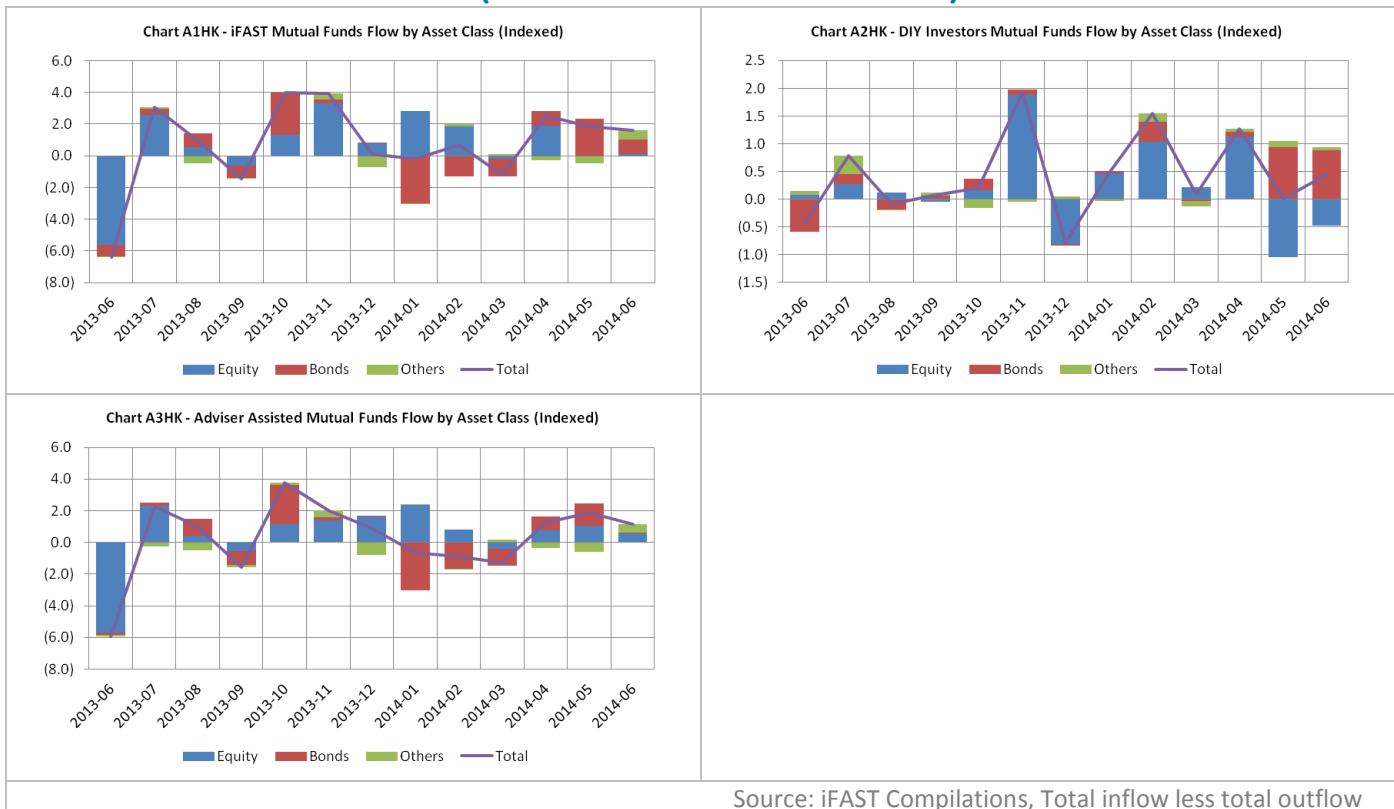 Chart A1HK - iFAST Mutual Funds Flow by Asset Class (Indexed)
6.0
4.0
2.0
0.0
(2.0)
(4.0)
(6.0)
(8.0)
2013-06 2013-07 2013-08 2013-09 2013-10 2013-11 2013-12 2014-01 2014-02 2014-03 2014-04 2014-05 2014-06
Equity Bonds Others Total
Chart A2HK - DIY Investors Mutual Funds Flow by Asset Class (Indexed)
2.5
2.0
1.5
1.0
0.5
0.0
(0.5)
(1.0)
(1.5)
2013-06 2013-07 2013-08 2013-09 2013-10 2013-11 2013-12 2014-01 2014-02 2014-03 2014-04 2014-05 2014-06
Equity Bonds Others Total
Chart A3HK - Adviser Assisted Mutual Funds Flow by Asset Class (Indexed)
6.0
4.0
2.0
0.0
(2.0)
(4.0)
(6.0)
(8.0)
2013-06 2013-07 2013-08 2013-09 2013-10 2013-11 2013-12 2014-01 2014-02 2014-03 2014-04 2014-05 2014-06
Equity Bonds Others Total
Source: iFAST Compilations, Total inflow less total outflow